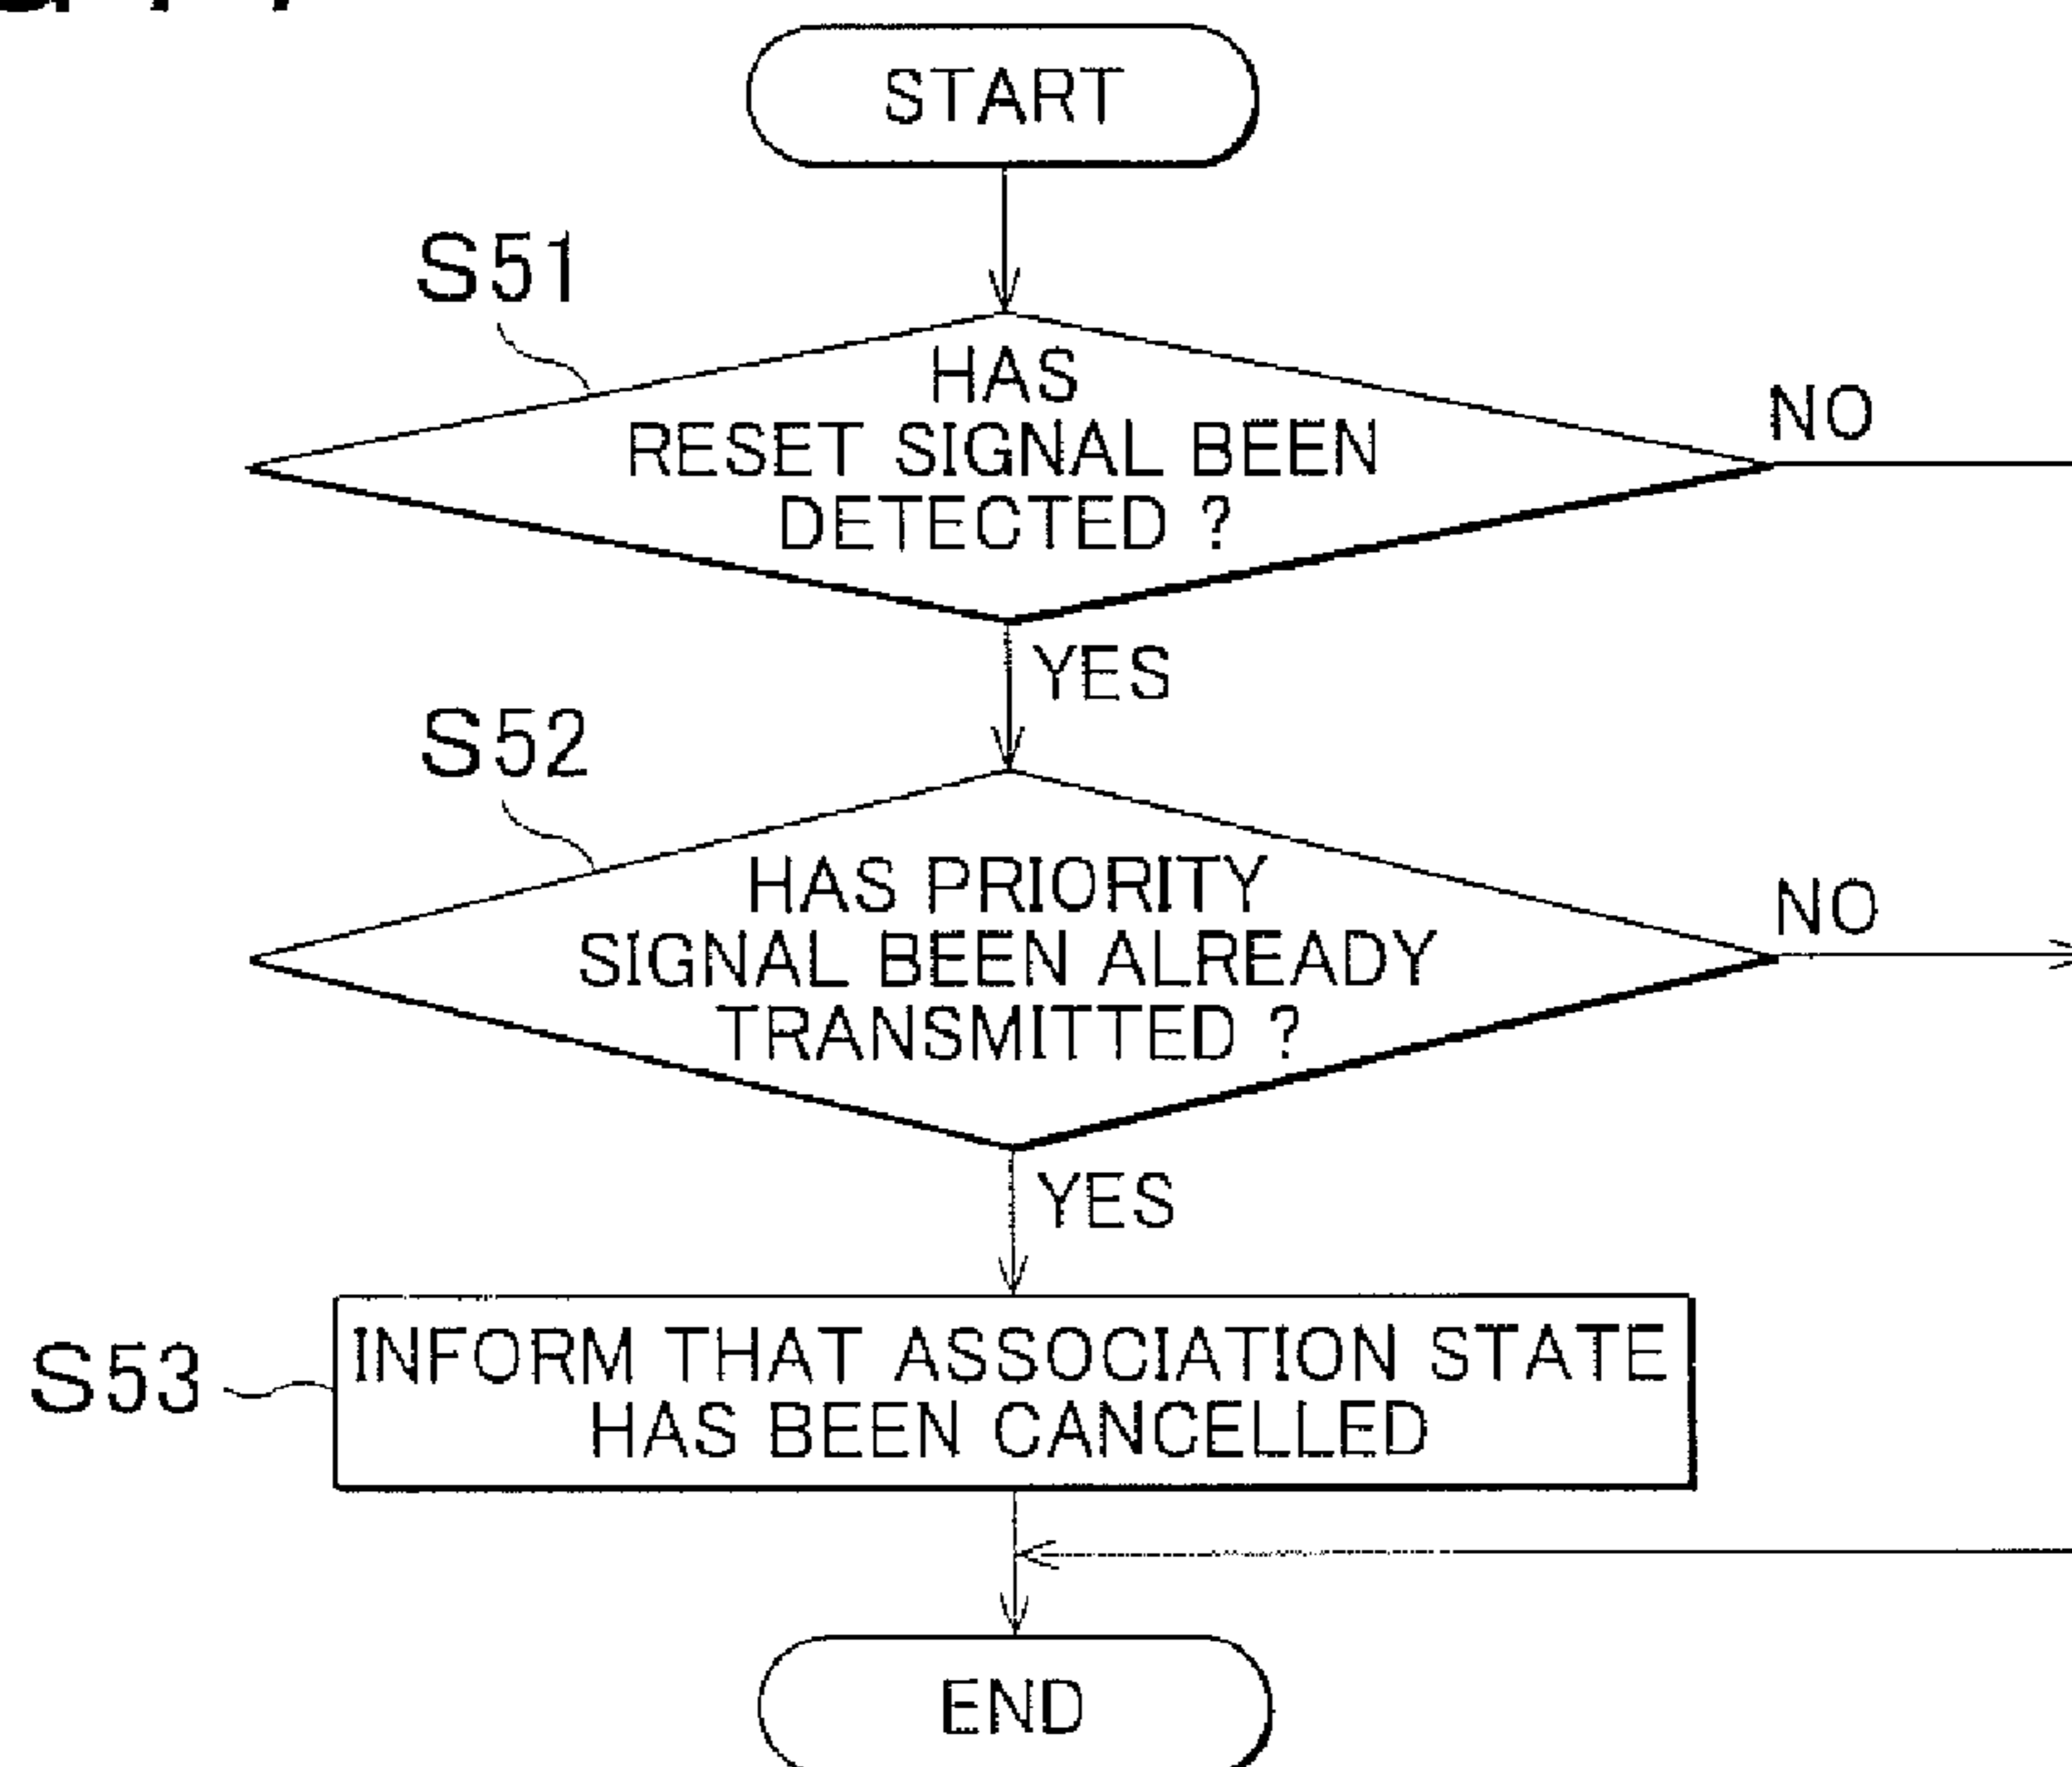 START
S51
HAS
RESET SIGNAL BEEN
DETECTED ?
NO
YES
S52
HAS PRIORITY
SIGNAL BEEN ALREADY
TRANSMITTED ?
NO
YES
S53
INFORM THAT ASSOCIATION STATE
HAS BEEN CANCELLED
END